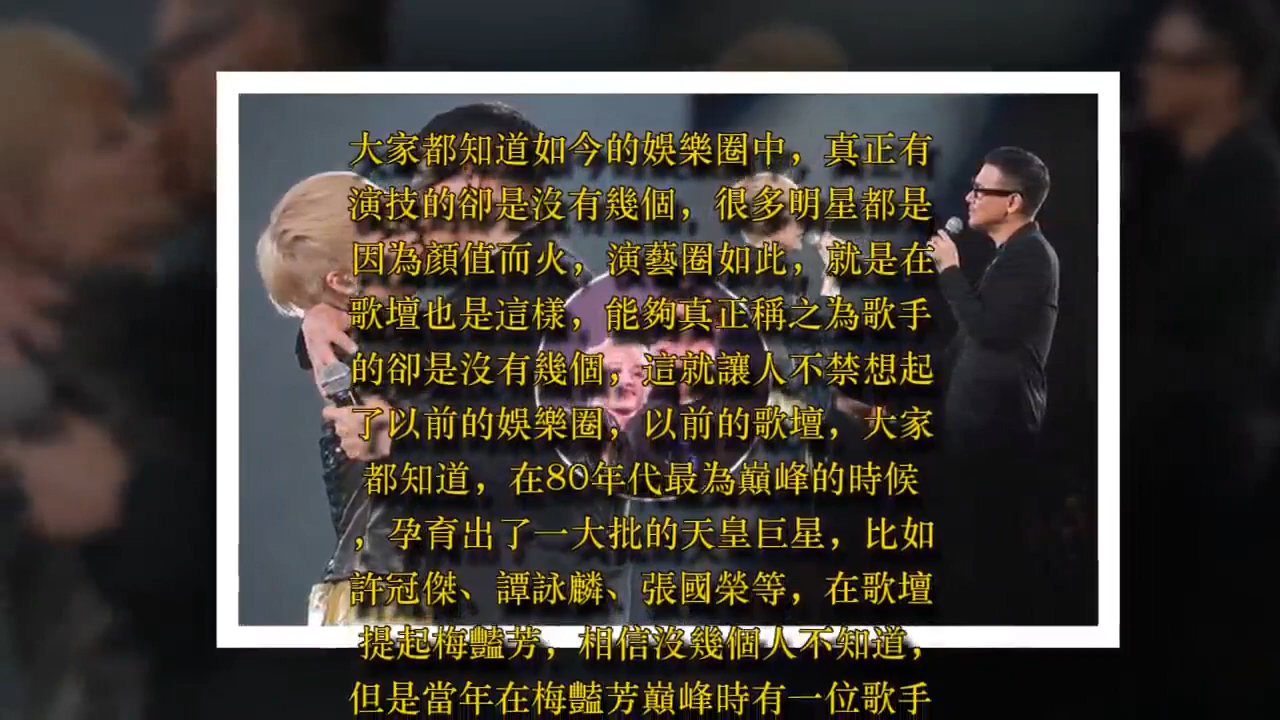 大家都知道如今的娛樂圈中，真正有
演技的卻是沒有幾個，很多明星都是
因為顏值而火，演藝圈如此，就是在
歌壇也是這樣，能夠真正稱之為歌手
的卻是沒有幾個，這就讓人不禁想起
了以前的娛樂圈，以前的歌壇，大家
都知道，在80年代最為巔峰的時候
，孕育出了一大批的天皇巨星，比如
許冠傑、譚詠麟、張國榮等，在歌壇
提起梅豔芳，相信沒幾個人不知道，
但是當年在梅豔芳巔峰時有一位歌手